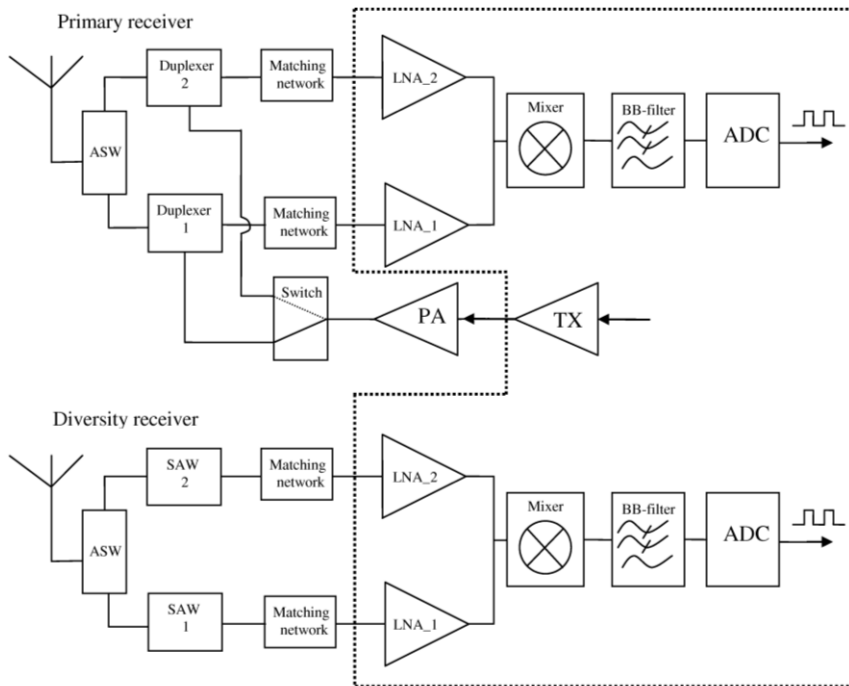 Primary receiver
Duplexer
2
Matching
network
LNA_2
ASW
Mixer
BB-filter
ADC
Duplexer
1
Matching
network
LNA_1
Switch
PA
TX
Diversity receiver
SAW
2
Matching
network
LNA_2
ASW
Mixer
BB-filter
ADC
SAW
1
Matching
network
LNA_1